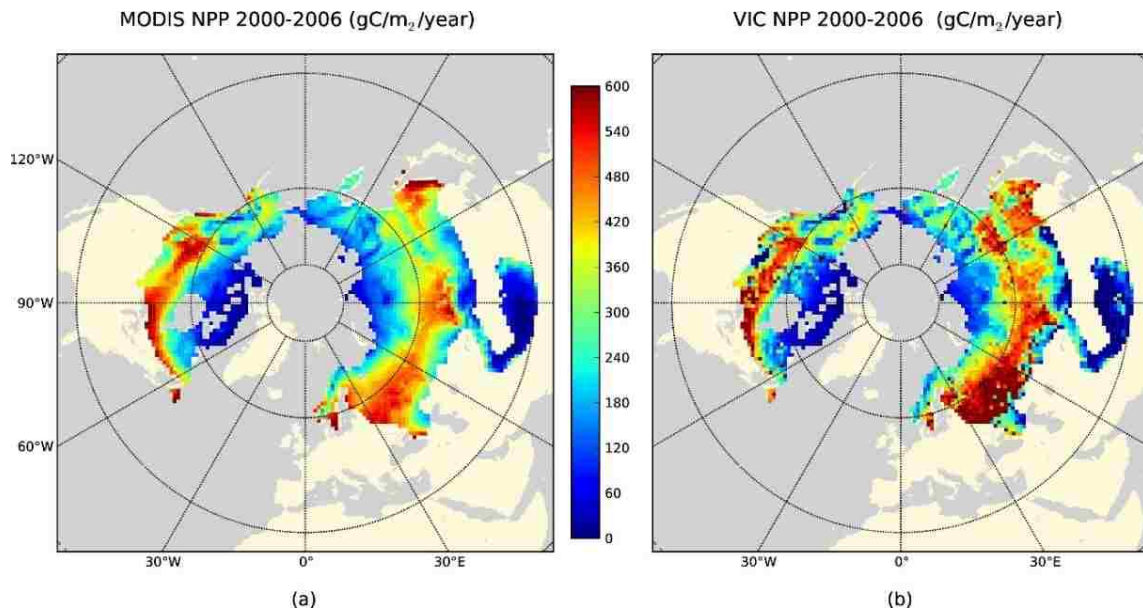 MODIS NPP 2000-2006 (gC/m₂/year)
VIC NPP 2000-2006 (gC/m₂/year)
120°W
90°W
60°W
30°W
0°
30°E
600
540
480
420
360
300
240
180
120
60
0
30°W
0°
30°E
(a)
(b)